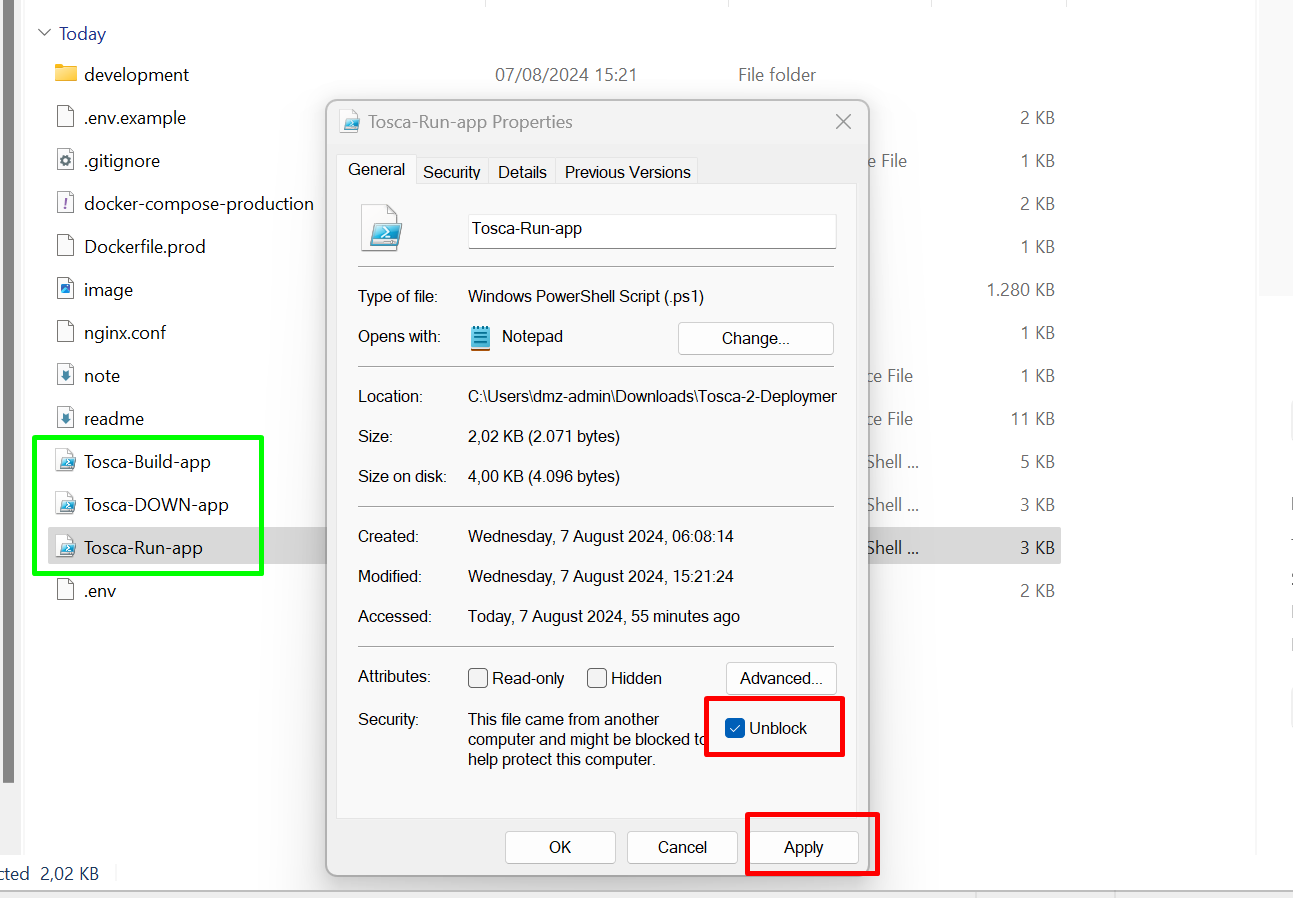 Today
development 07/08/2024 15:21 File folder
.env.example 2 KB
.gitignore e File 1 KB
docker-compose-production 2 KB
Dockerfile.prod 1 KB
image 1.280 KB
nginx.conf 1 KB
note ce File 1 KB
readme ce File 11 KB
Tosca-Build-app Shell ... 5 KB
Tosca-DOWN-app Shell ... 3 KB
Tosca-Run-app Shell ... 3 KB
.env 2 KB
cted 2,02 KB
Tosca-Run-app Properties
General Security Details Previous Versions
Tosca-Run-app
Type of file: Windows PowerShell Script (.ps1)
Opens with: Notepad Change...
Location: C:\Users\dmz-admin\Downloads\Tosca-2-Deploymer
Size: 2,02 KB (2.071 bytes)
Size on disk: 4,00 KB (4.096 bytes)
Created: Wednesday, 7 August 2024, 06:08:14
Modified: Wednesday, 7 August 2024, 15:21:24
Accessed: Today, 7 August 2024, 55 minutes ago
Attributes: Read-only Hidden Advanced...
Security: This file came from another
computer and might be blocked to
help protect this computer.
Unblock
OK Cancel Apply